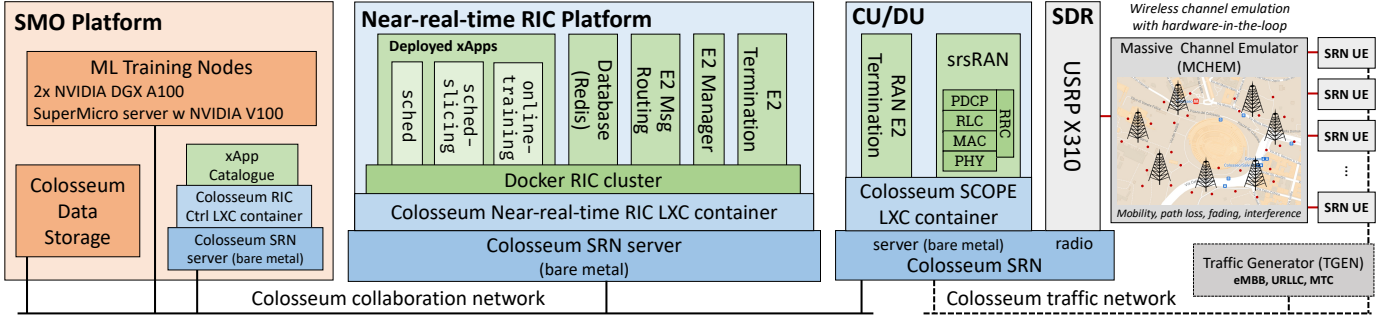 SMO Platform
ML Training Nodes
2x NVIDIA DGX A100
SuperMicro server w NVIDIA V100
Colosseum
Data
Storage
xApp
Catalogue
Colosseum RIC
Ctrl LXC container
Colosseum SRN
server (bare metal)
Near-real-time RIC Platform
Deployed xApps
sched
sched-
slicing
online-
training
Database
(Redis)
E2 Msg
Routing
E2 Manager
E2
Termination
Docker RIC cluster
Colosseum Near-real-time RIC LXC container
Colosseum SRN server
(bare metal)
CU/DU
RAN E2
Termination
srsRAN
PDCP
RLC
MAC
PHY
RRC
Colosseum SCOPE
LXC container
server (bare metal)
radio
Colosseum SRN
SDR
USRP X310
Wireless channel emulation
with hardware-in-the-loop
Massive Channel Emulator
(MCHEM)
Mobility, path loss, fading, interference
SRN UE
SRN UE
SRN UE
...
SRN UE
Traffic Generator (TGEN)
eMBB, URLLC, MTC
Colosseum collaboration network
Colosseum traffic network